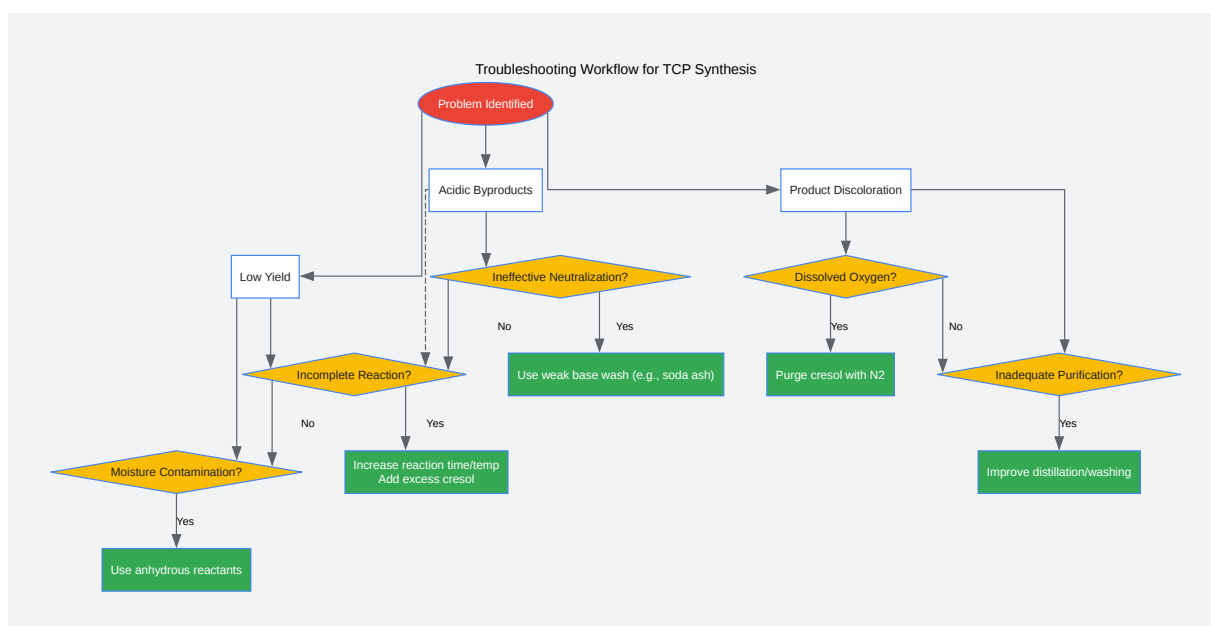 Troubleshooting Workflow for TCP Synthesis
Problem Identified
Acidic Byproducts
Product Discoloration
Low Yield
Ineffective Neutralization?
Dissolved Oxygen?
No
Yes
Yes
No
Incomplete Reaction?
Use weak base wash (e.g., soda ash)
Purge cresol with N2
Inadequate Purification?
No
Yes
Yes
Moisture Contamination?
Increase reaction time/temp
Add excess cresol
Improve distillation/washing
Yes
Use anhydrous reactants